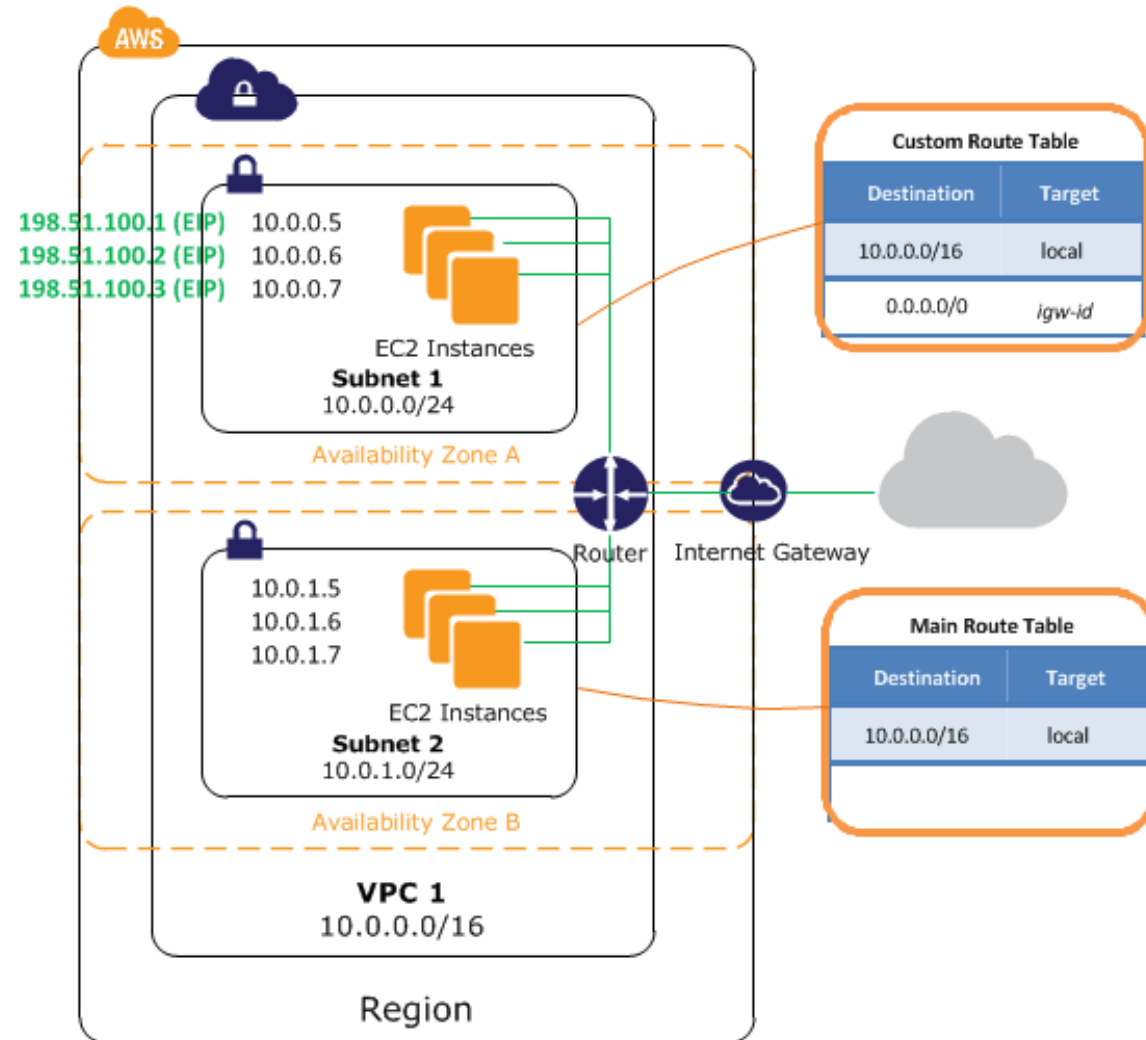 AWS
198.51.100.1 (EIP) 10.0.0.5
198.51.100.2 (EIP) 10.0.0.6
198.51.100.3 (EIP) 10.0.0.7
EC2 Instances
Subnet 1
10.0.0.0/24
Availability Zone A
Custom Route Table
Destination Target
10.0.0.0/16 local
0.0.0.0/0 igw-id
Router
Internet Gateway
10.0.1.5
10.0.1.6
10.0.1.7
EC2 Instances
Subnet 2
10.0.1.0/24
Availability Zone B
Main Route Table
Destination Target
10.0.0.0/16 local
VPC 1
10.0.0.0/16
Region